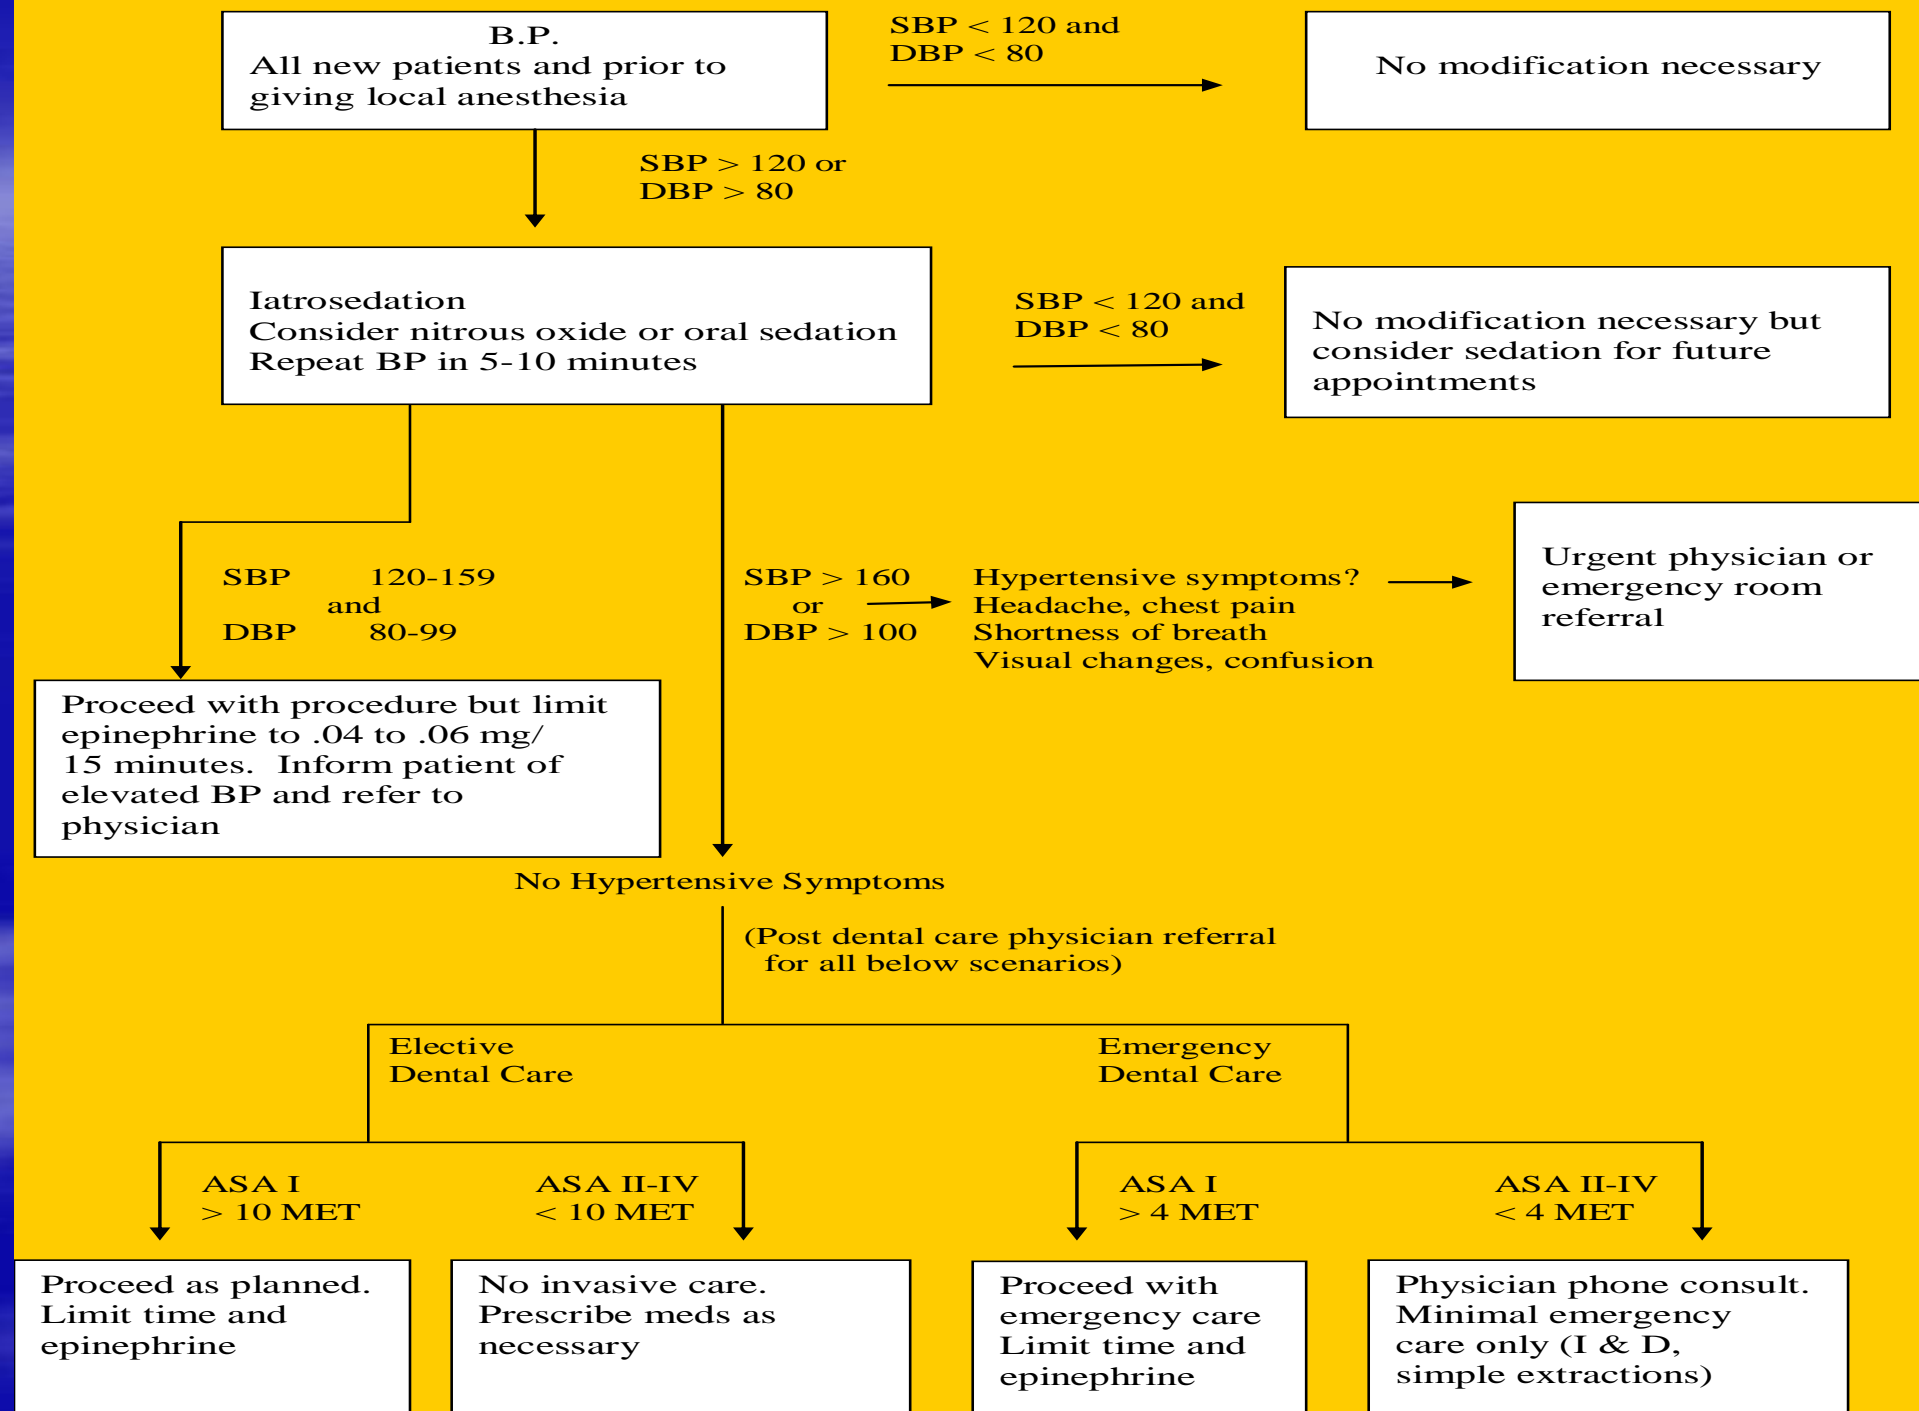 B.P.
All new patients and prior to
giving local anesthesia
SBP < 120 and
DBP < 80
No modification necessary
SBP > 120 or
DBP > 80
Iatrosedation
Consider nitrous oxide or oral sedation
Repeat BP in 5-10 minutes
SBP < 120 and
DBP < 80
No modification necessary but
consider sedation for future
appointments
SBP 120-159
and
DBP 80-99
SBP > 160
or
DBP > 100
Hypertensive symptoms?
Headache, chest pain
Shortness of breath
Visual changes, confusion
Urgent physician or
emergency room
referral
Proceed with procedure but limit
epinephrine to .04 to .06 mg/
15 minutes. Inform patient of
elevated BP and refer to
physician
No Hypertensive Symptoms
(Post dental care physician referral
for all below scenarios)
Elective
Dental Care
Emergency
Dental Care
ASA I
> 10 MET
ASA II-IV
< 10 MET
ASA I
> 4 MET
ASA II-IV
< 4 MET
Proceed as planned.
Limit time and
epinephrine
No invasive care.
Prescribe meds as
necessary
Proceed with
emergency care
Limit time and
epinephrine
Physician phone consult.
Minimal emergency
care only (I & D,
simple extractions)